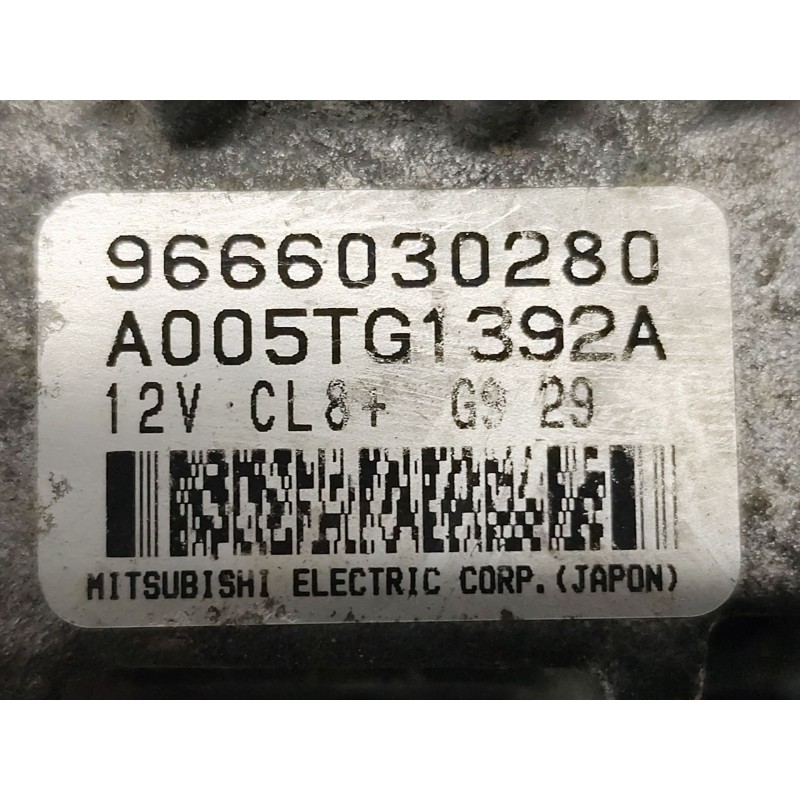 9666030280
A005TG1392A
12V CL8+ G9 29
MITSUBISHI ELECTRIC CORP.(JAPON)